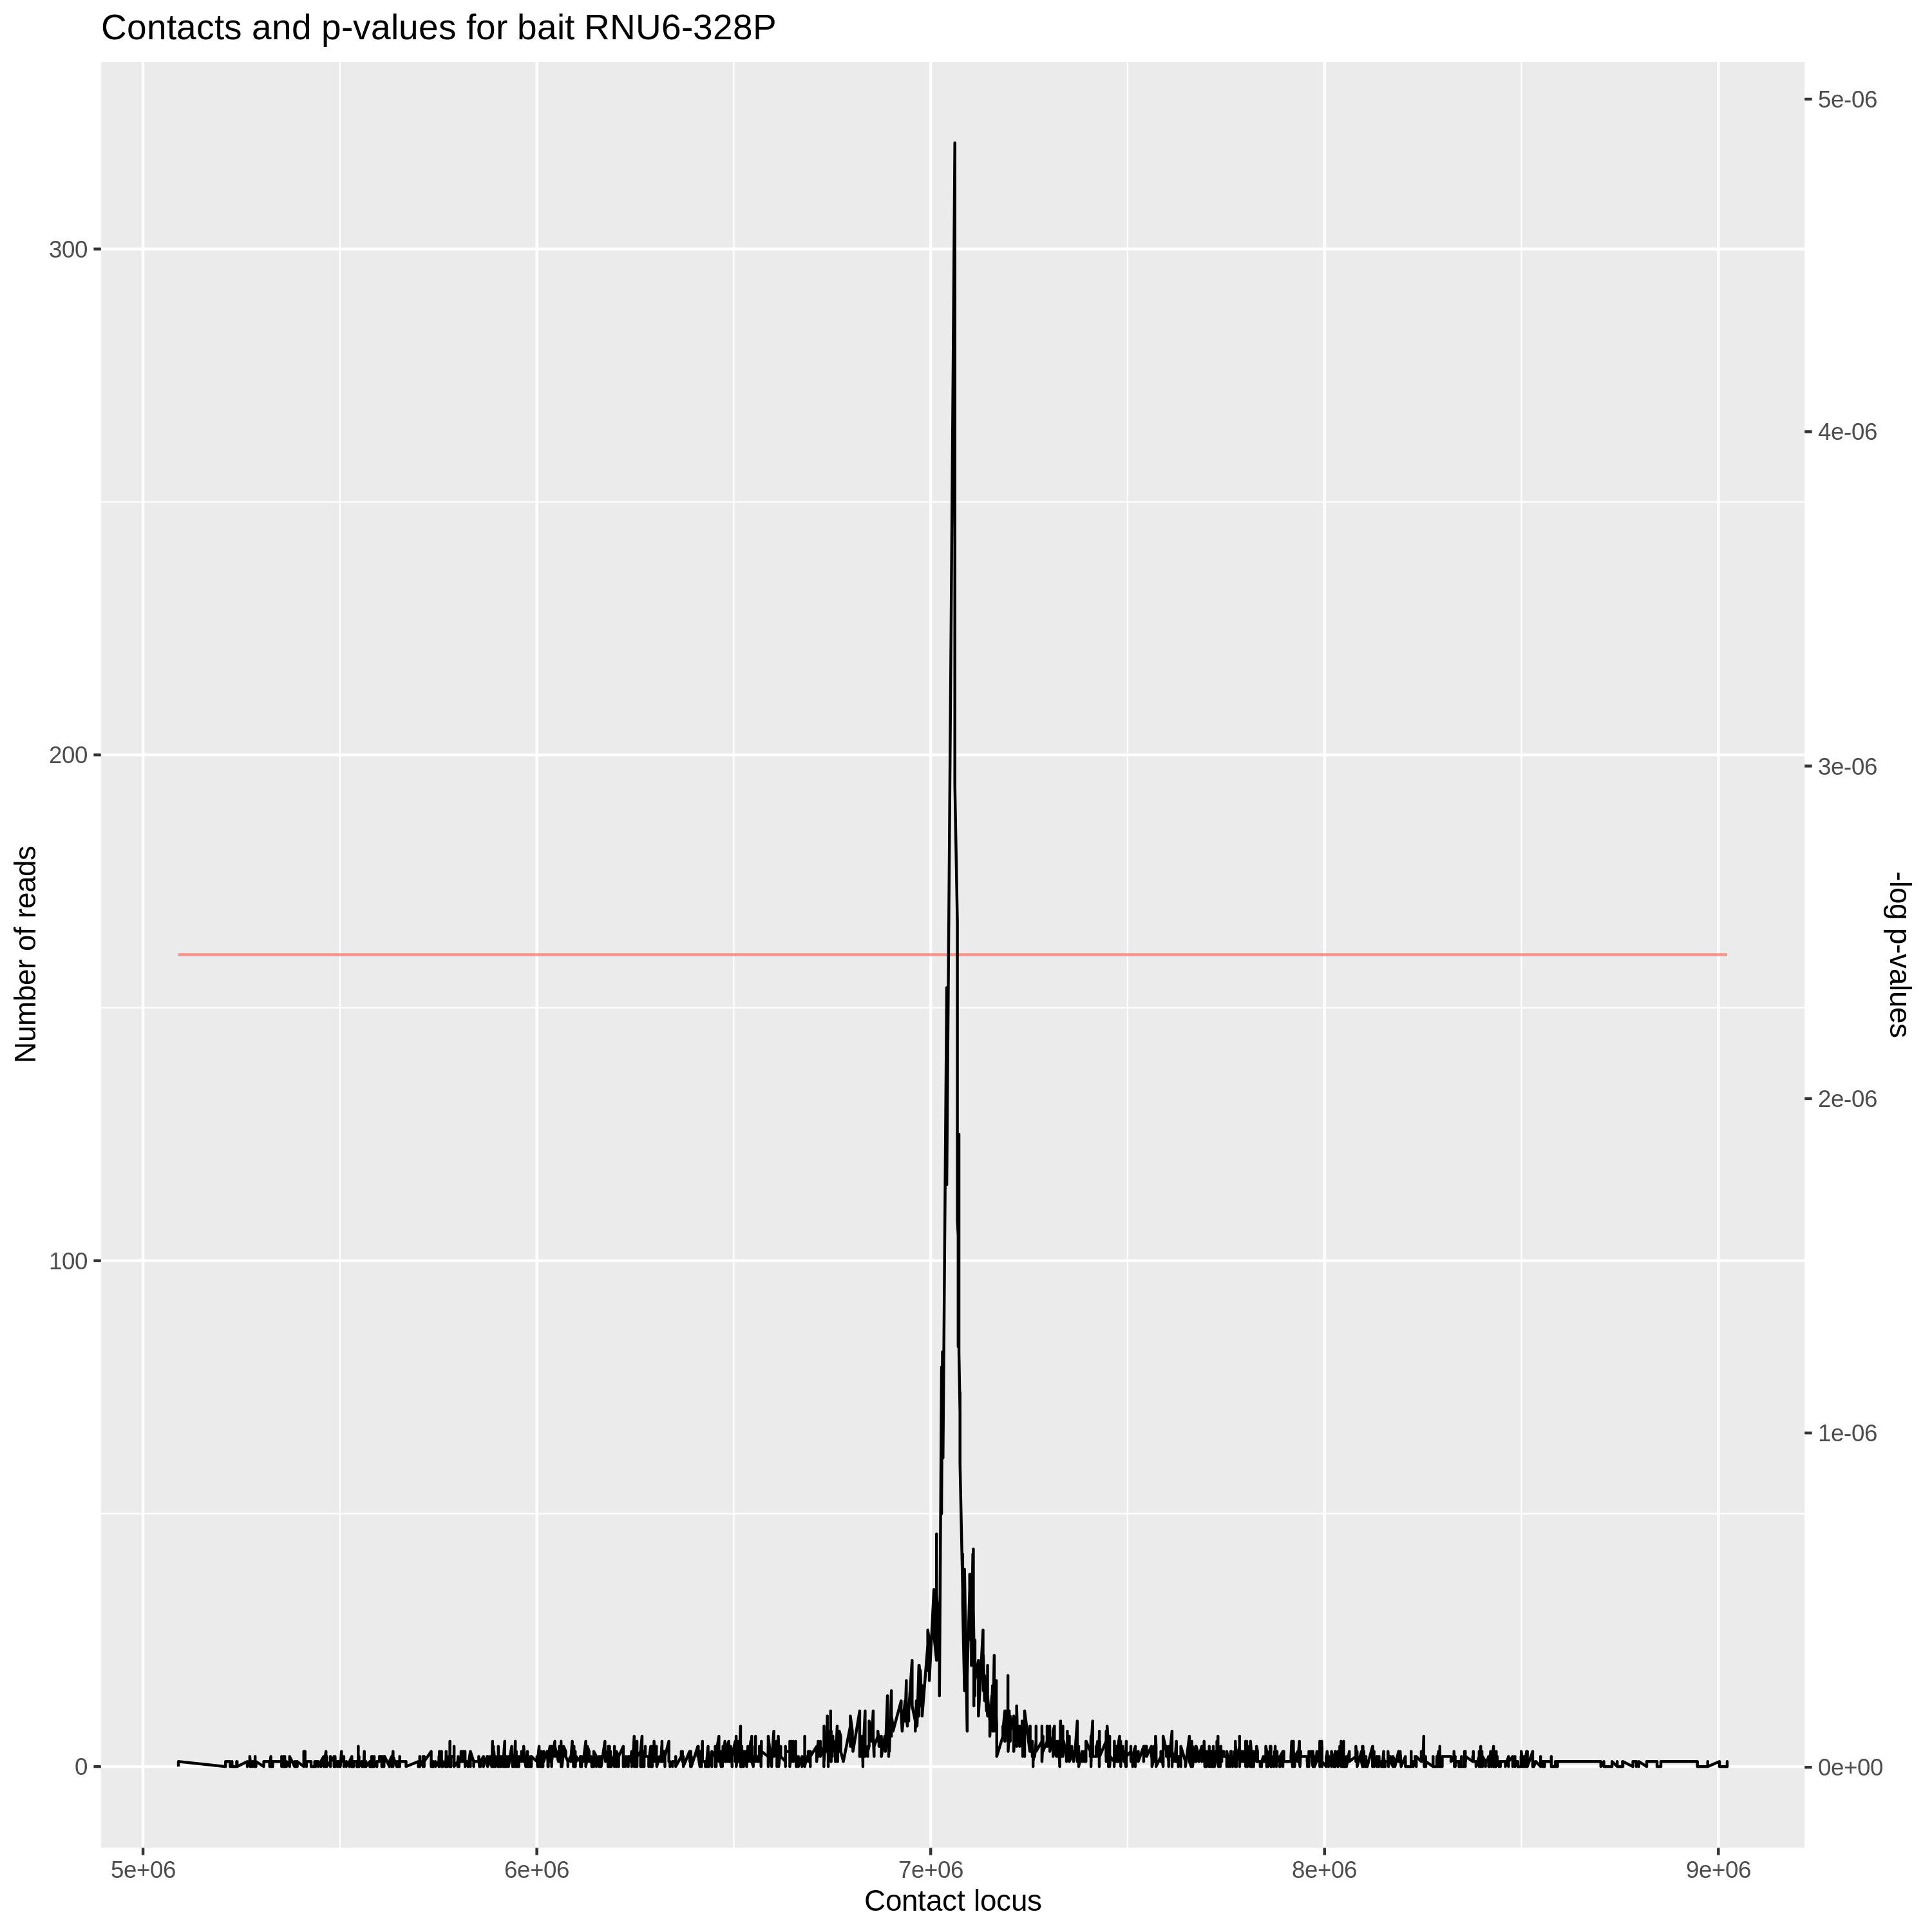 Contacts and p-values for bait RNU6-328P
Number of reads
300
200
100
0
5e-06
4e-06
3e-06
2e-06
1e-06
0e+00
-log p-values
5e+06
6e+06
7e+06
8e+06
9e+06
Contact locus